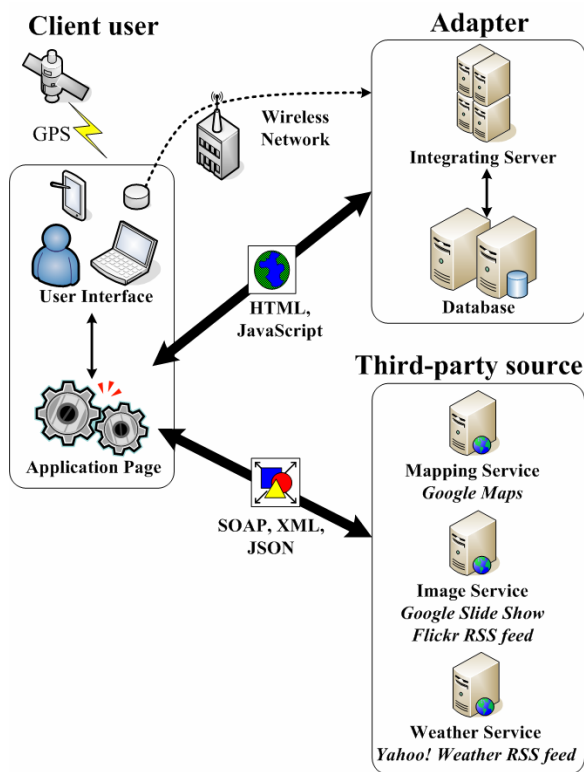 Client user
GPS
Wireless
Network
User Interface
Application Page
HTML,
JavaScript
SOAP, XML,
JSON
Adapter
Integrating Server
Database
Third-party source
Mapping Service
Google Maps
Image Service
Google Slide Show
Flickr RSS feed
Weather Service
Yahoo! Weather RSS feed